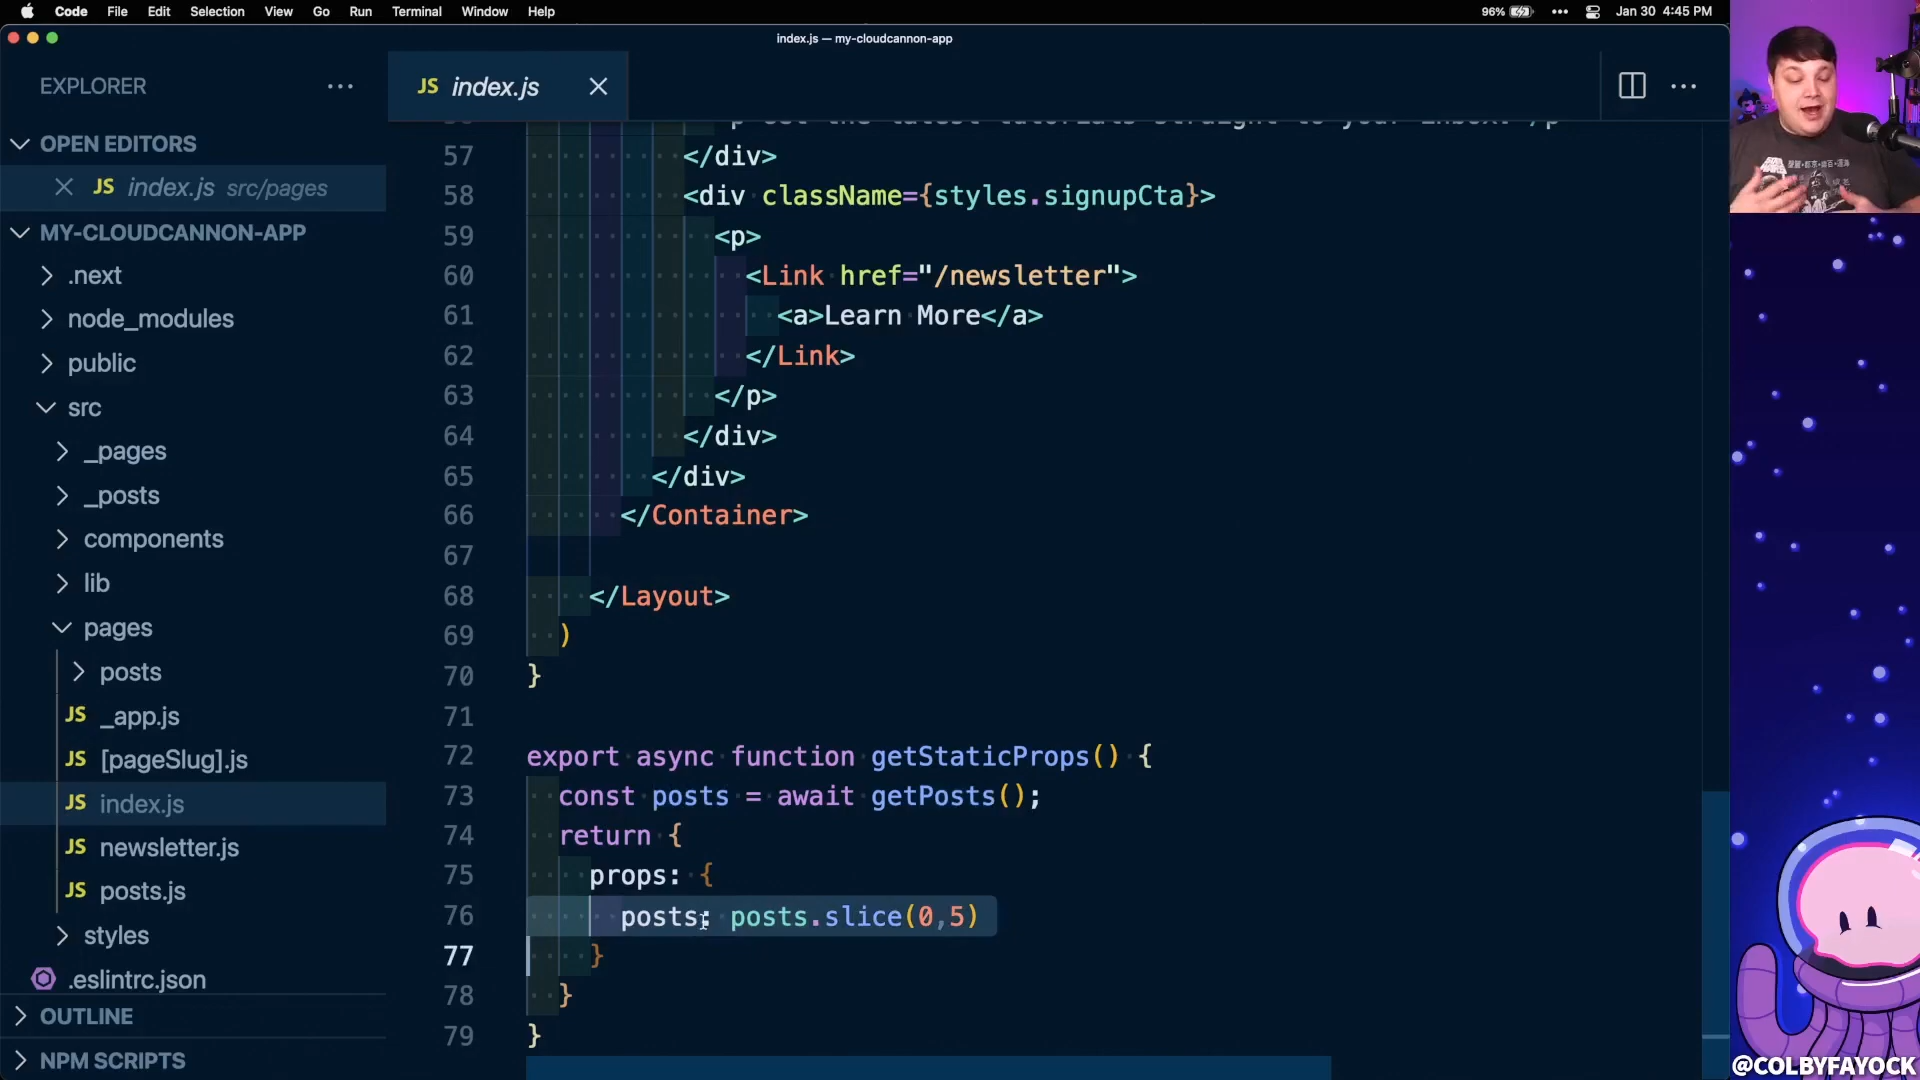 Code File Edit Selection View Go Run Terminal Window Help 96% ••• Jan 30 4:45 PM
index.js — my-cloudcannon-app
EXPLORER ···
JS index.js
OPEN EDITORS
JS index.js src/pages
MY-CLOUDCANNON-APP
.next
node_modules
public
src
_pages
_posts
components
lib
pages
posts
JS _app.js
JS [pageSlug].js
JS index.js
JS newsletter.js
JS posts.js
styles
.eslintrc.json
OUTLINE
NPM SCRIPTS
57 </div>
58 <div className={styles.signupCta}>
59 <p>
60 <Link href="/newsletter">
61 <a>Learn More</a>
62 </Link>
63 </p>
64 </div>
65 </div>
66 </Container>
67
68 </Layout>
69 )
70 }
71
72 export async function getStaticProps() {
73 const posts = await getPosts();
74 return {
75 props: {
76 posts: posts.slice(0,5)
77 }
78 }
79 }
@COLBYFAYOCK